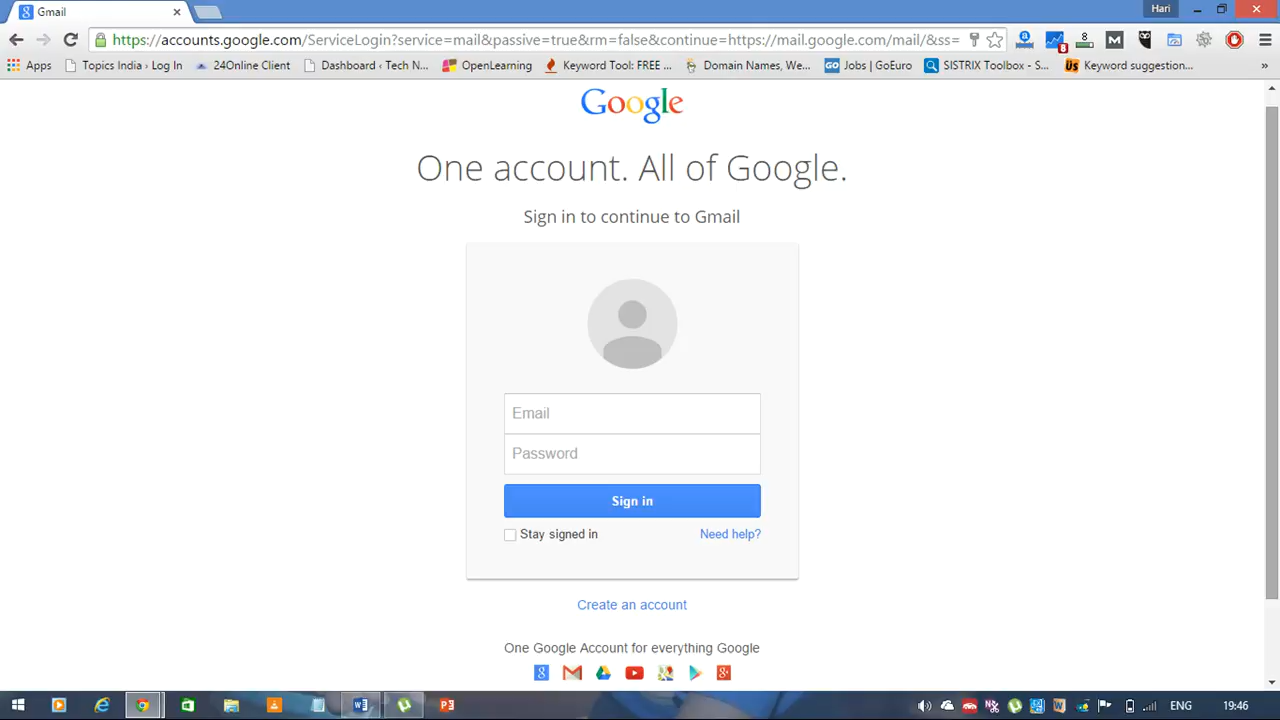 Gmail
Hari
https://accounts.google.com/ServiceLogin?service=mail&passive=true&rm=false&continue=https://mail.google.com/mail/&ss=
Apps Topics India › Log In 24Online Client Dashboard ‹ Tech N... OpenLearning Keyword Tool: FREE ... Domain Names, We... GO Jobs | GoEuro SISTRIX Toolbox - S... Us Keyword suggestion... »
Google
One account. All of Google.
Sign in to continue to Gmail
Email
Password
Sign in
Stay signed in Need help?
Create an account
One Google Account for everything Google
ENG 19:46